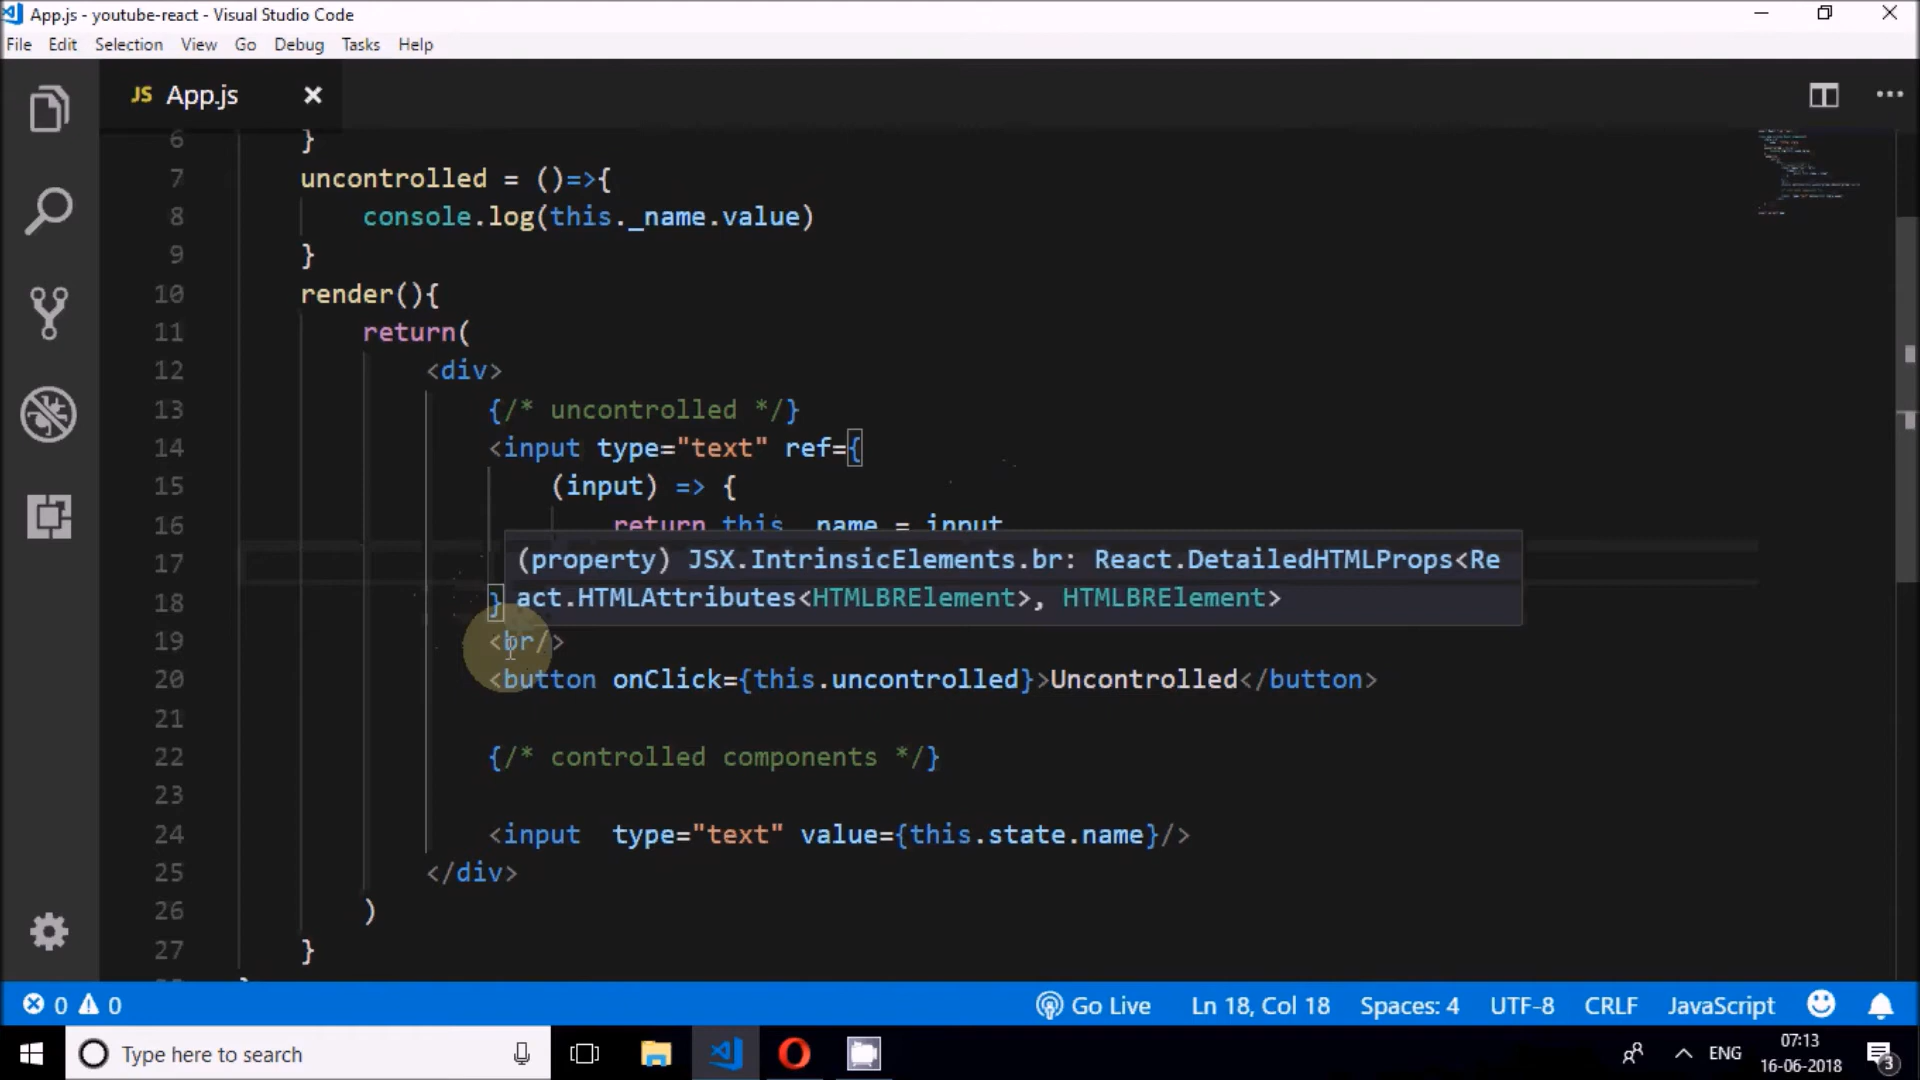 App.js - youtube-react - Visual Studio Code
File Edit Selection View Go Debug Tasks Help
JS App.js
6 }
7 uncontrolled = ()=>{
8 console.log(this._name.value)
9 }
10 render(){
11 return(
12 <div>
13 {/* uncontrolled */}
14 <input type="text" ref={
15 (input) => {
16 return this._name = input
17 (property) JSX.IntrinsicElements.br: React.DetailedHTMLProps<Re
18 } act.HTMLAttributes<HTMLBRElement>, HTMLBRElement>
19 <br/>
20 <button onClick={this.uncontrolled}>Uncontrolled</button>
21
22 {/* controlled components */}
23
24 <input type="text" value={this.state.name}/>
25 </div>
26 )
27 }
0 0 Go Live Ln 18, Col 18 Spaces: 4 UTF-8 CRLF JavaScript
Type here to search ENG 07:13
16-06-2018 3